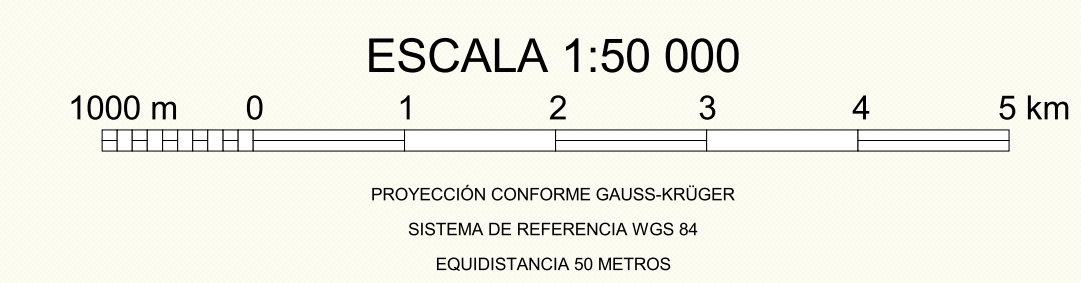 ESCALA 1:50 000
1000 m 0 1 2 3 4 5 km
PROYECCIÓN CONFORME GAUSS-KRÜGER
SISTEMA DE REFERENCIA WGS 84
EQUIDISTANCIA 50 METROS